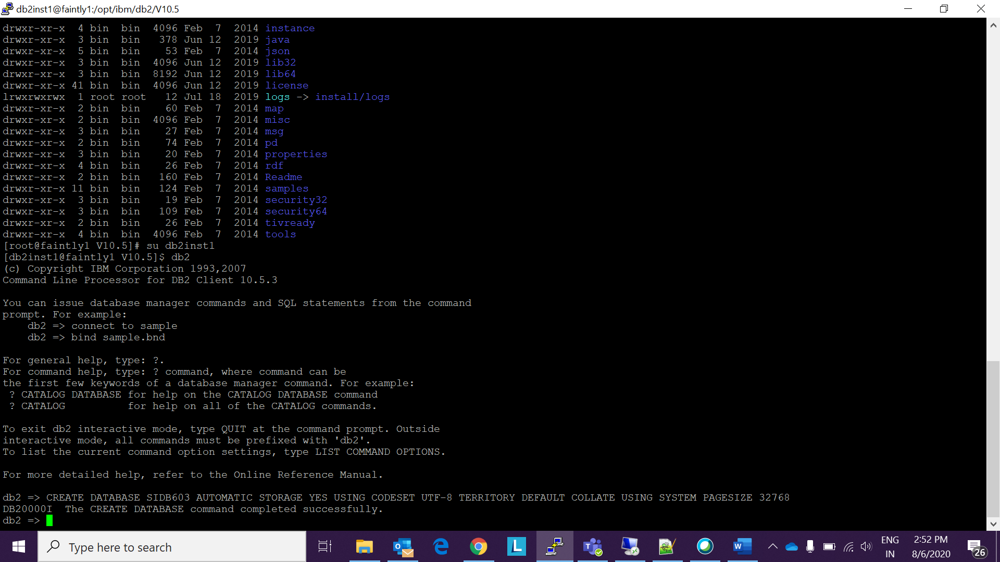 db2inst1@faintly1:/opt/ibm/db2/V10.5
drwxr-xr-x  4 bin  bin  4096 Feb  7  2014 instance
drwxr-xr-x  3 bin  bin   378 Jun 12  2019 java
drwxr-xr-x  5 bin  bin    53 Feb  7  2014 json
drwxr-xr-x  3 bin  bin  4096 Jun 12  2019 lib32
drwxr-xr-x  3 bin  bin  8192 Jun 12  2019 lib64
drwxr-xr-x 41 bin  bin  4096 Jun 12  2019 license
lrwxrwxrwx  1 root root   12 Jul 18  2019 logs -> install/logs
drwxr-xr-x  2 bin  bin    60 Feb  7  2014 map
drwxr-xr-x  2 bin  bin  4096 Feb  7  2014 misc
drwxr-xr-x  3 bin  bin    27 Feb  7  2014 msg
drwxr-xr-x  2 bin  bin    74 Feb  7  2014 pd
drwxr-xr-x  3 bin  bin    20 Feb  7  2014 properties
drwxr-xr-x  4 bin  bin    26 Feb  7  2014 rdf
drwxr-xr-x  2 bin  bin   160 Feb  7  2014 Readme
drwxr-xr-x 11 bin  bin   124 Feb  7  2014 samples
drwxr-xr-x  3 bin  bin    19 Feb  7  2014 security32
drwxr-xr-x  3 bin  bin   109 Feb  7  2014 security64
drwxr-xr-x  2 bin  bin    26 Feb  7  2014 tivready
drwxr-xr-x  4 bin  bin  4096 Feb  7  2014 tools
[root@faintly1 V10.5]# su db2inst1
[db2inst1@faintly1 V10.5]$ db2
(c) Copyright IBM Corporation 1993,2007
Command Line Processor for DB2 Client 10.5.3
You can issue database manager commands and SQL statements from the command
prompt. For example:
    db2 => connect to sample
    db2 => bind sample.bnd
For general help, type: ?.
For command help, type: ? command, where command can be
the first few keywords of a database manager command. For example:
 ? CATALOG DATABASE for help on the CATALOG DATABASE command
 ? CATALOG          for help on all of the CATALOG commands.
To exit db2 interactive mode, type QUIT at the command prompt. Outside
interactive mode, all commands must be prefixed with 'db2'.
To list the current command option settings, type LIST COMMAND OPTIONS.
For more detailed help, refer to the Online Reference Manual.
db2 => CREATE DATABASE SIDB603 AUTOMATIC STORAGE YES USING CODESET UTF-8 TERRITORY DEFAULT COLLATE USING SYSTEM PAGESIZE 32768
DB20000I  The CREATE DATABASE command completed successfully.
db2 =>
Type here to search
ENG
IN
2:52 PM
8/6/2020
26